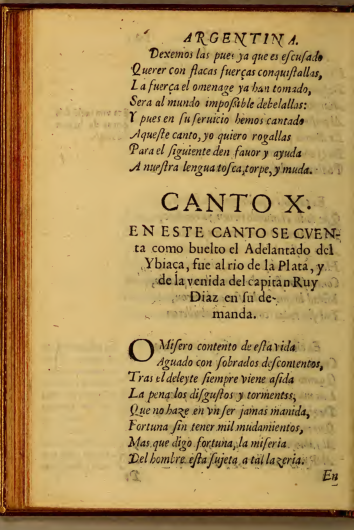 ARGENTINA.
Dexemos las pues ya que es eſcuſado
Querer con flacas fuerças conquiſtallas,
La fuerça el omenage ya han tomado,
Sera al mundo impoſsible debelallas:
Y pues en ſu ſeruicio hemos cantado
Aqueſte canto, yo quiero rogallas
Para el ſiguiente den fauor y ayuda
A nueſtra lengua toſca, torpe, y muda.
CANTO X.
EN ESTE CANTO SE CVEN-
ta como buelto el Adelantado del
Ybiaca, fue al rio de la Plata, y
de la venida del capitan Ruy
Diaz en ſu de-
manda.
O Miſero contento de eſta vida
Aguado con ſobrados deſcontentos,
Tras el deleyte ſiempre viene aſida
La pena, los diſguſtos y tormentss,
Que no haze en vn ſer jamas manida,
Fortuna ſin tener mil mudamientos,
Mas que digo fortuna, la miſeria
Del hombre eſta ſujeta a tal lazeria.
En